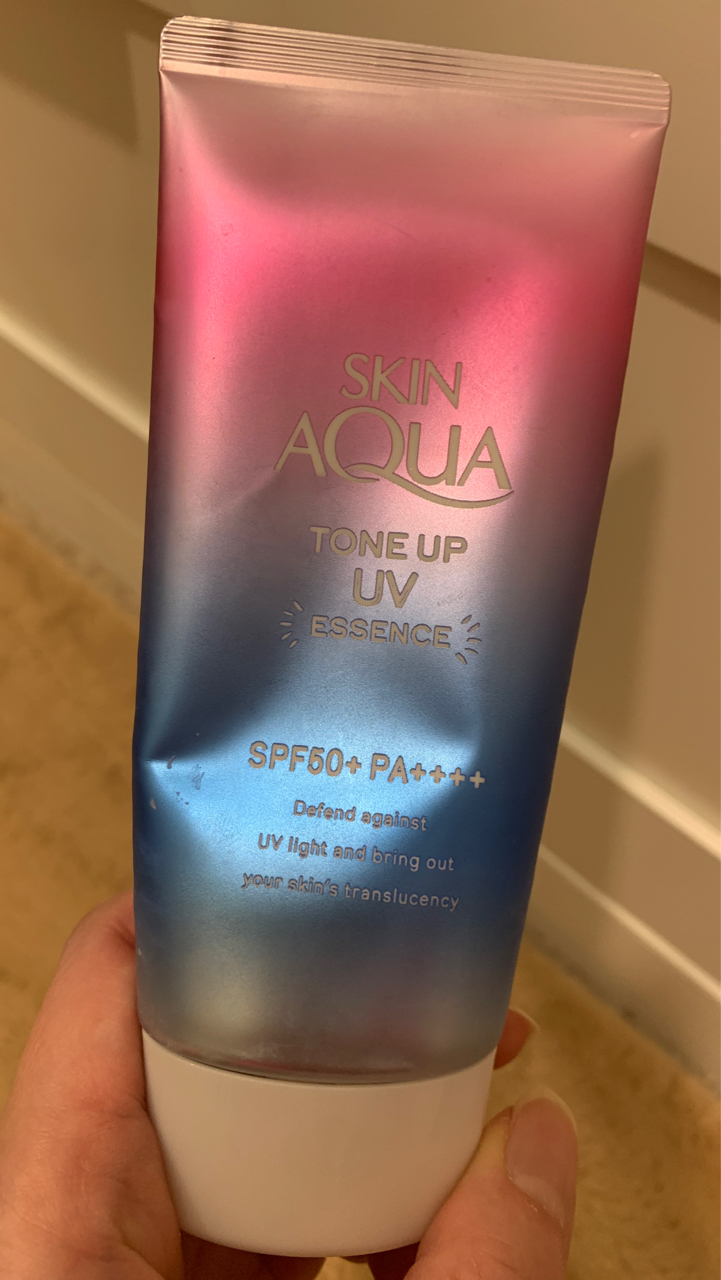 SKIN
AQUA
TONE UP
UV
ESSENCE
SPF50+ PA++++
Defend against
UV light and bring out
your skin's translucency